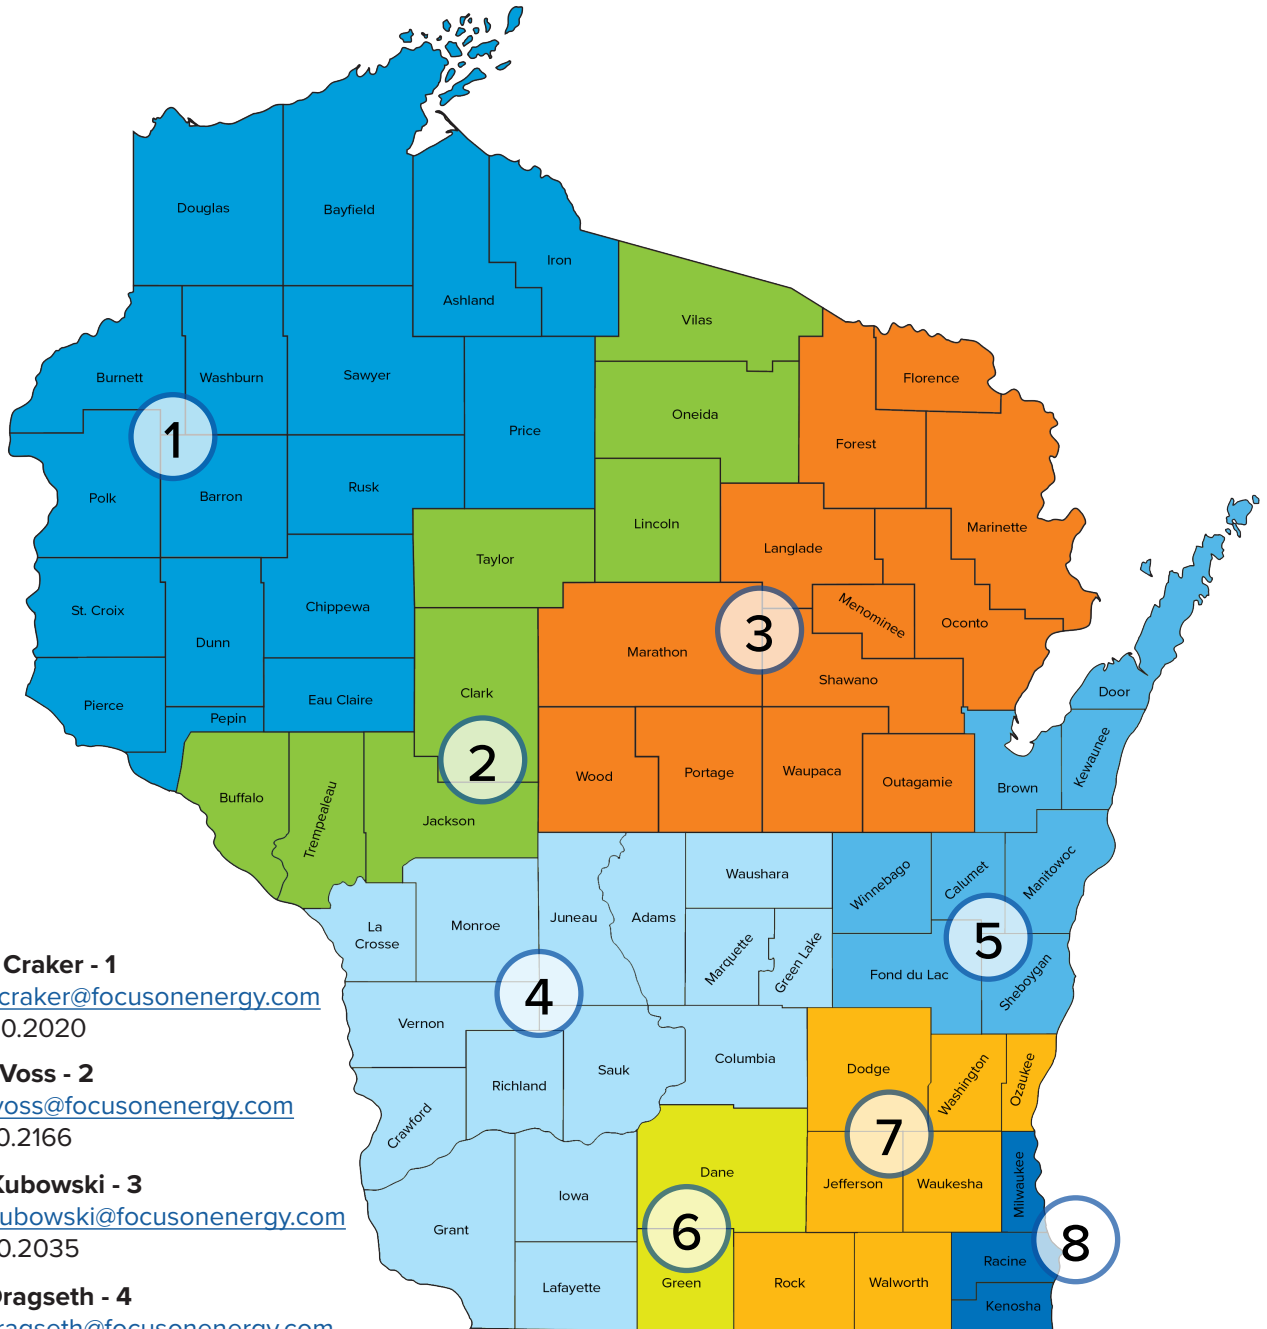 Douglas
Bayfield
Iron
Ashland
Vilas
Burnett
Washburn
Sawyer
Florence
Oneida
Price
Forest
1
Polk
Barron
Rusk
Lincoln
Marinette
Langlade
Taylor
St. Croix
Chippewa
Menominee
Oconto
Dunn
3
Marathon
Shawano
Clark
Door
Eau Claire
Pierce
Pepin
Kewaunee
2
Wood
Portage
Waupaca
Outagamie
Brown
Buffalo
Trempealeau
Jackson
Waushara
Winnebago
Calumet
Manitowoc
La
Crosse
Monroe
Juneau
Adams
5
Marquette
Green Lake
Fond du Lac
Sheboygan
4
Vernon
Columbia
Sauk
Richland
Dodge
Washington
Ozaukee
Crawford
7
Dane
Jefferson
Waukesha
Milwaukee
Iowa
Grant
6
8
Racine
Lafayette
Green
Rock
Walworth
Kenosha
Craker - 1
craker@focusonenergy.com
0.2020
Voss - 2
voss@focusonenergy.com
0.2166
Kubowski - 3
ubowski@focusonenergy.com
0.2035
Dragseth - 4
ragseth@focusonenergy.com